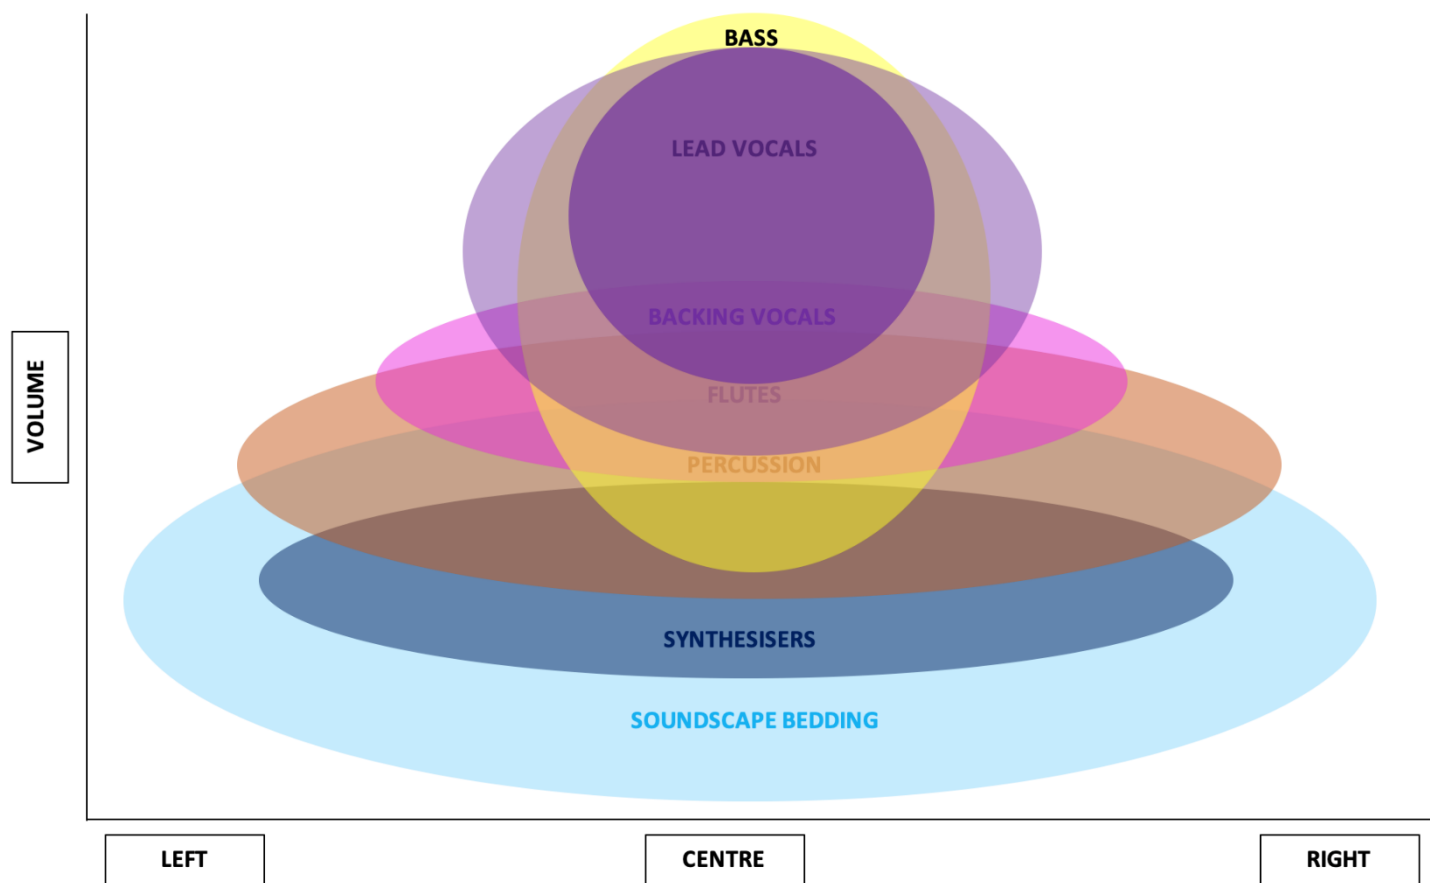 BASS
LEAD VOCALS
BACKING VOCALS
VOLUME
FLUTES
PERCUSSION
SYNTHESISERS
SOUNDSCAPE BEDDING
LEFT
CENTRE
RIGHT